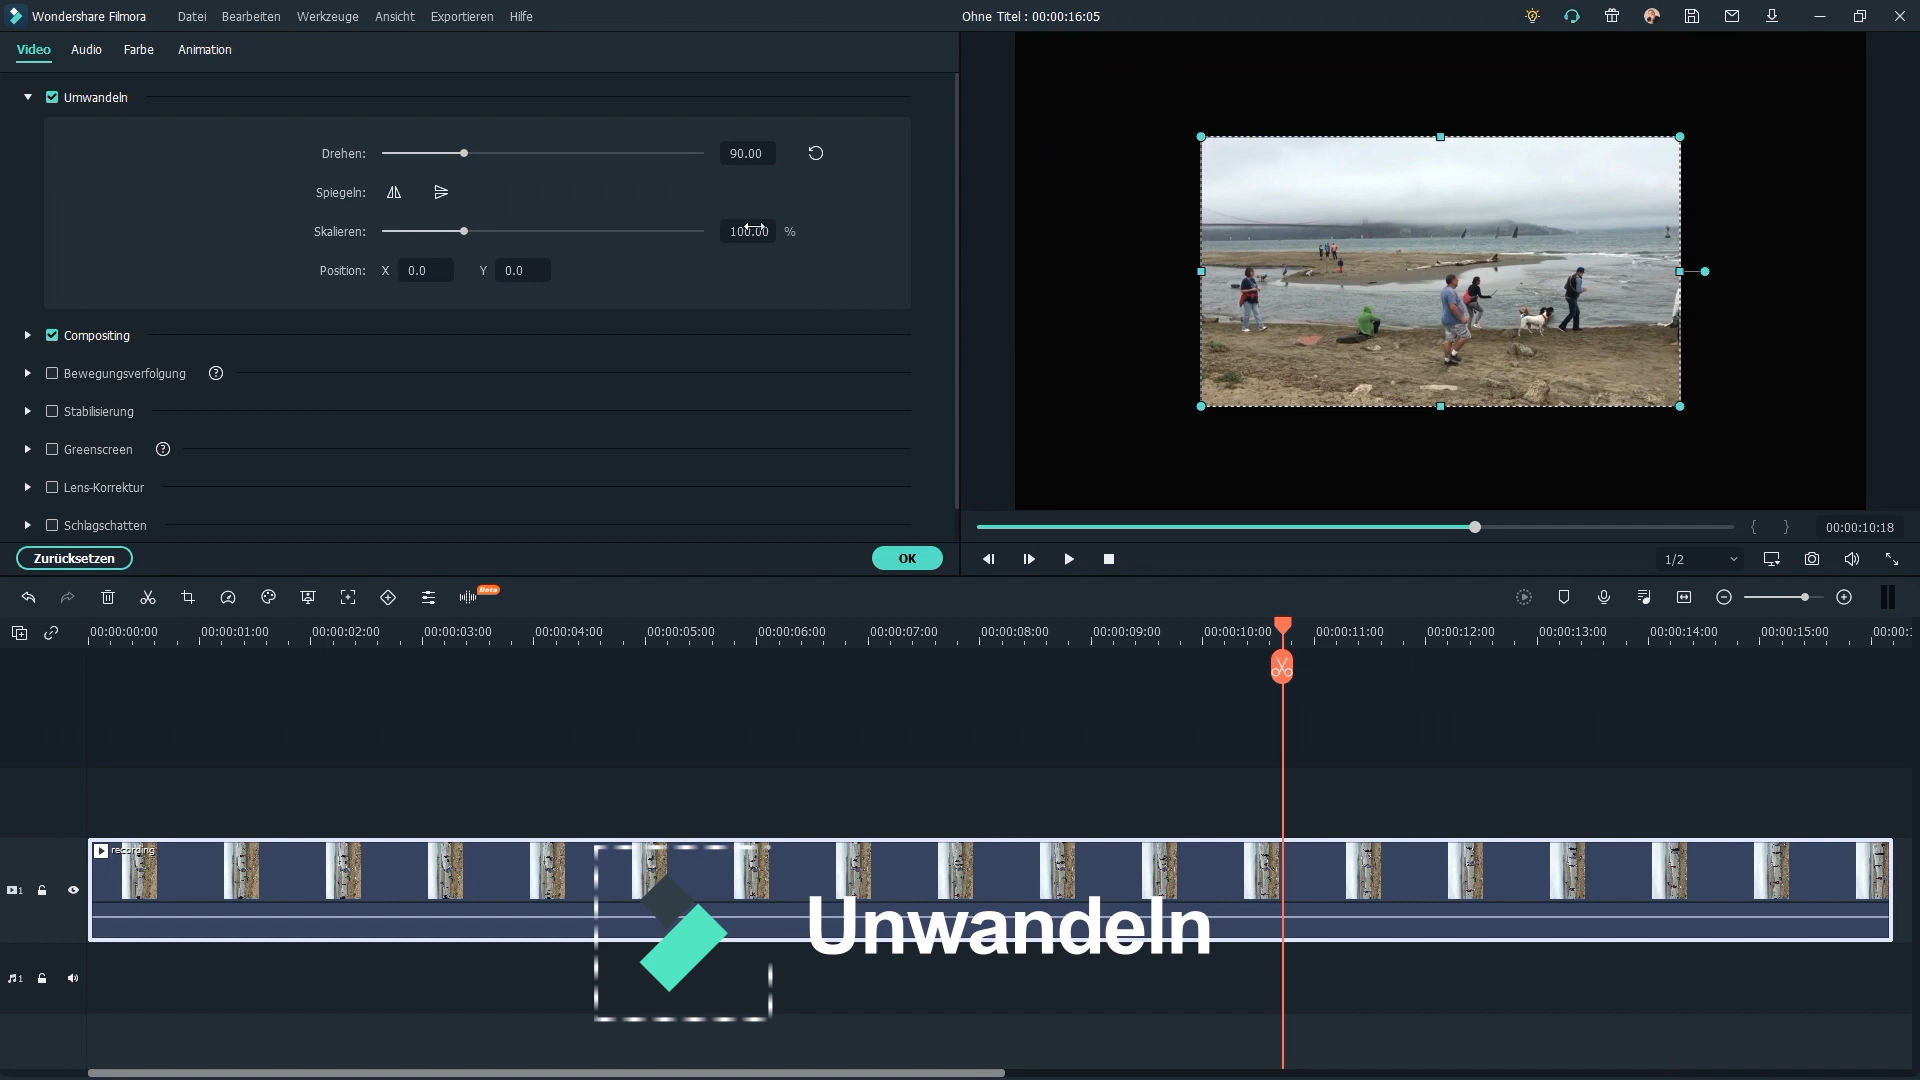 Wondershare Filmora Datei Bearbeiten Werkzeuge Ansicht Exportieren Hilfe Ohne Titel : 00:00:16:05
Video Audio Farbe Animation
Umwandeln
Drehen: 90.00
Spiegeln:
Skalieren: 100.00 %
Position: X 0.0 Y 0.0
Compositing
Bewegungsverfolgung ?
Stabilisierung
Greenscreen ?
Lens-Korrektur
Schlagschatten
{ } 00:00:10:18
Zurücksetzen OK
1/2
Beta
00:00:00:00 00:00:01:00 00:00:02:00 00:00:03:00 00:00:04:00 00:00:05:00 00:00:06:00 00:00:07:00 00:00:08:00 00:00:09:00 00:00:10:00 00:00:11:00 00:00:12:00 00:00:13:00 00:00:14:00 00:00:15:00 00:00:
recording
1
Unwandeln
1